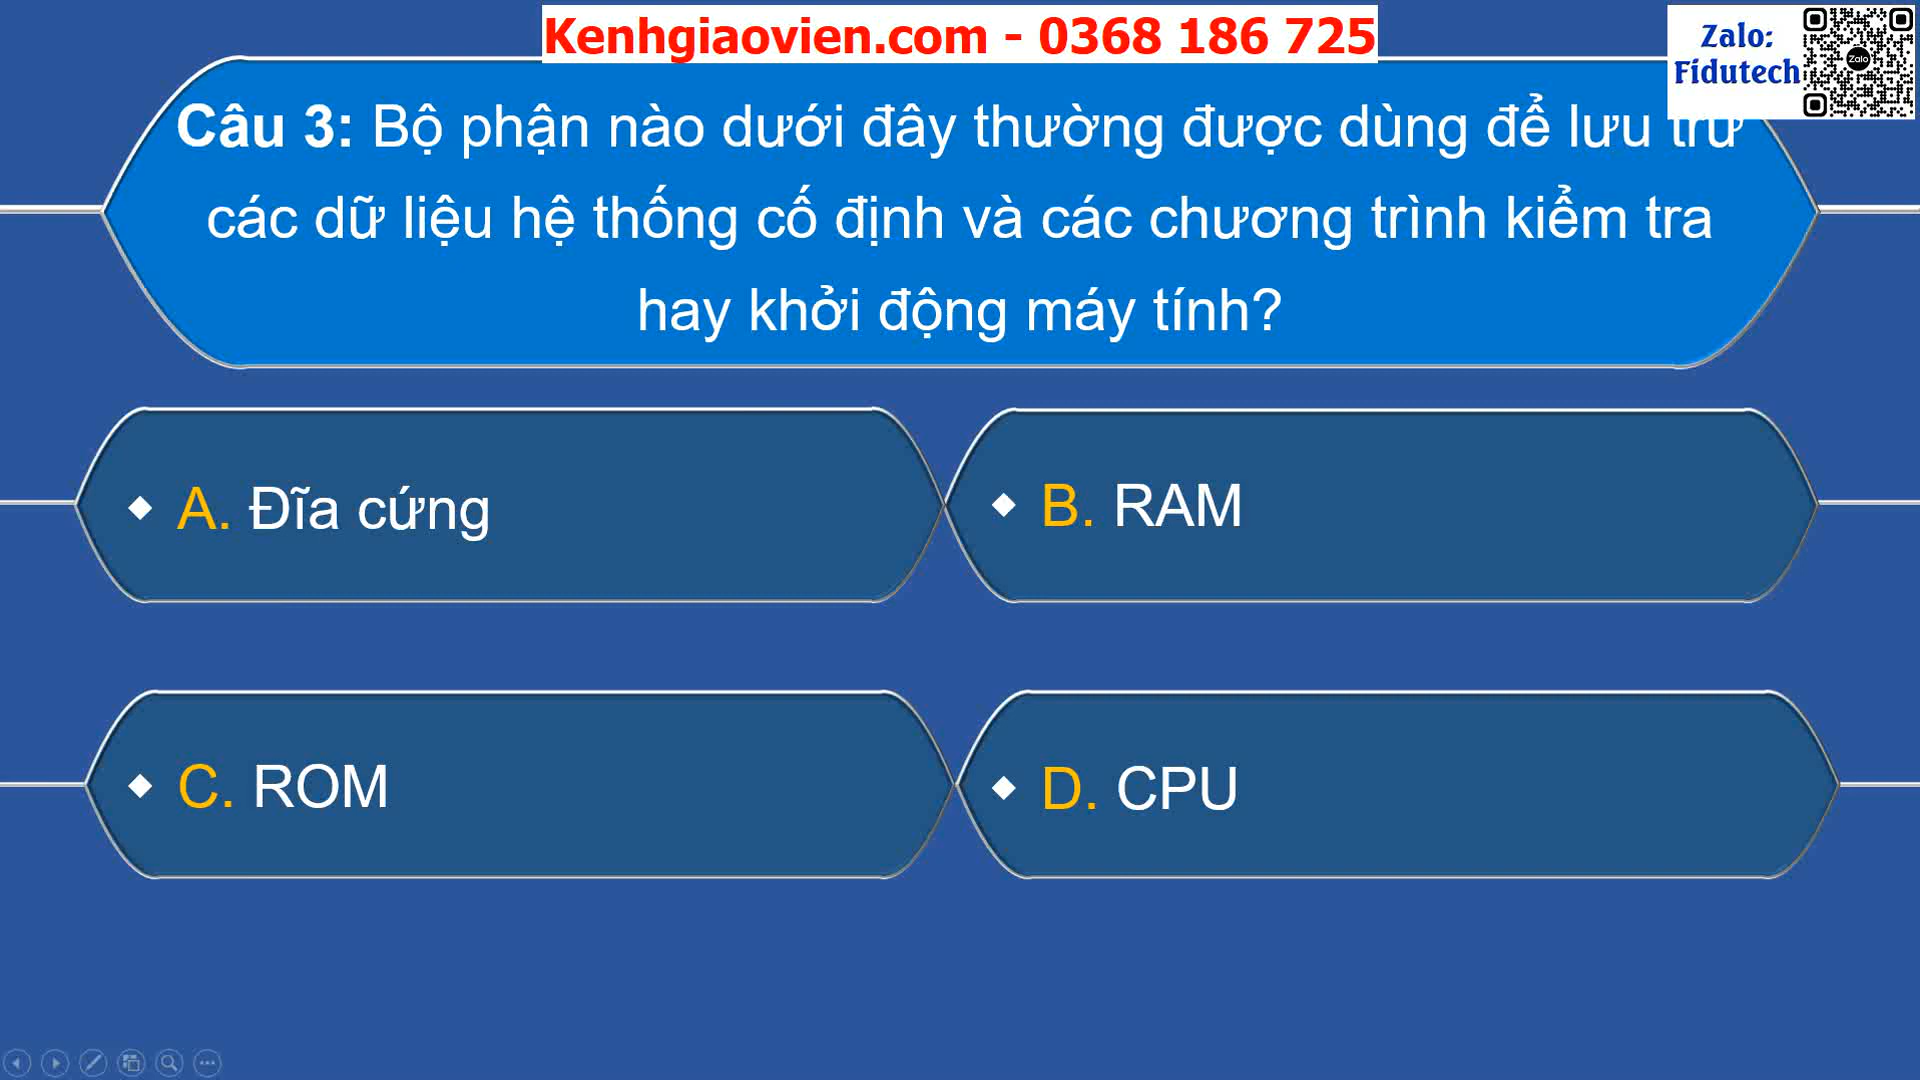 Kenhgiaovien.com - 0368 186 725
Zalo:
Fidutech
Zalo
Câu 3: Bộ phận nào dưới đây thường được dùng để lưu trữ
các dữ liệu hệ thống cố định và các chương trình kiểm tra
hay khởi động máy tính?
A. Đĩa cứng
B. RAM
C. ROM
D. CPU